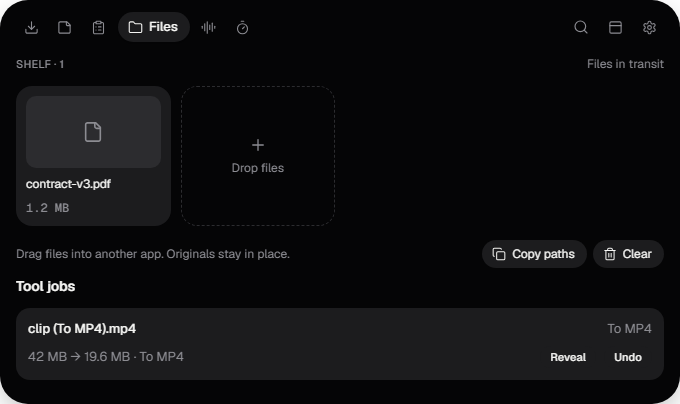 Files
SHELF · 1
Files in transit
contract-v3.pdf
1.2 MB
Drop files
Drag files into another app. Originals stay in place.
Copy paths
Clear
Tool jobs
clip (To MP4).mp4
To MP4
42 MB → 19.6 MB · To MP4
Reveal
Undo